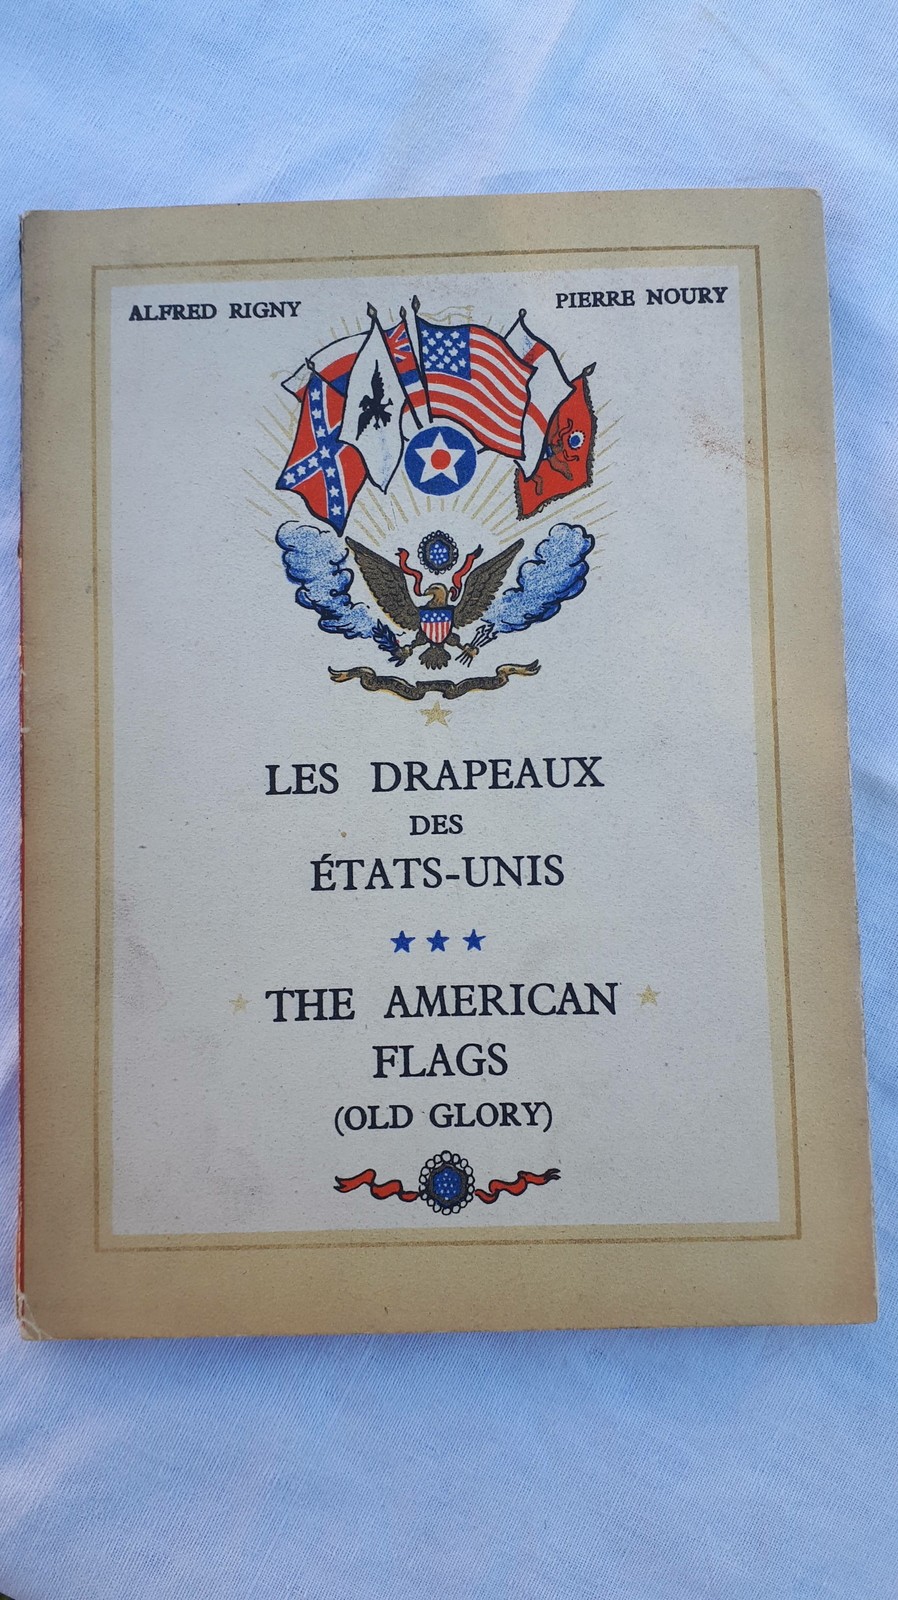 ALFRED RIGNY
PIERRE NOURY
LES DRAPEAUX
DES
ÉTATS-UNIS
THE AMERICAN
FLAGS
(OLD GLORY)